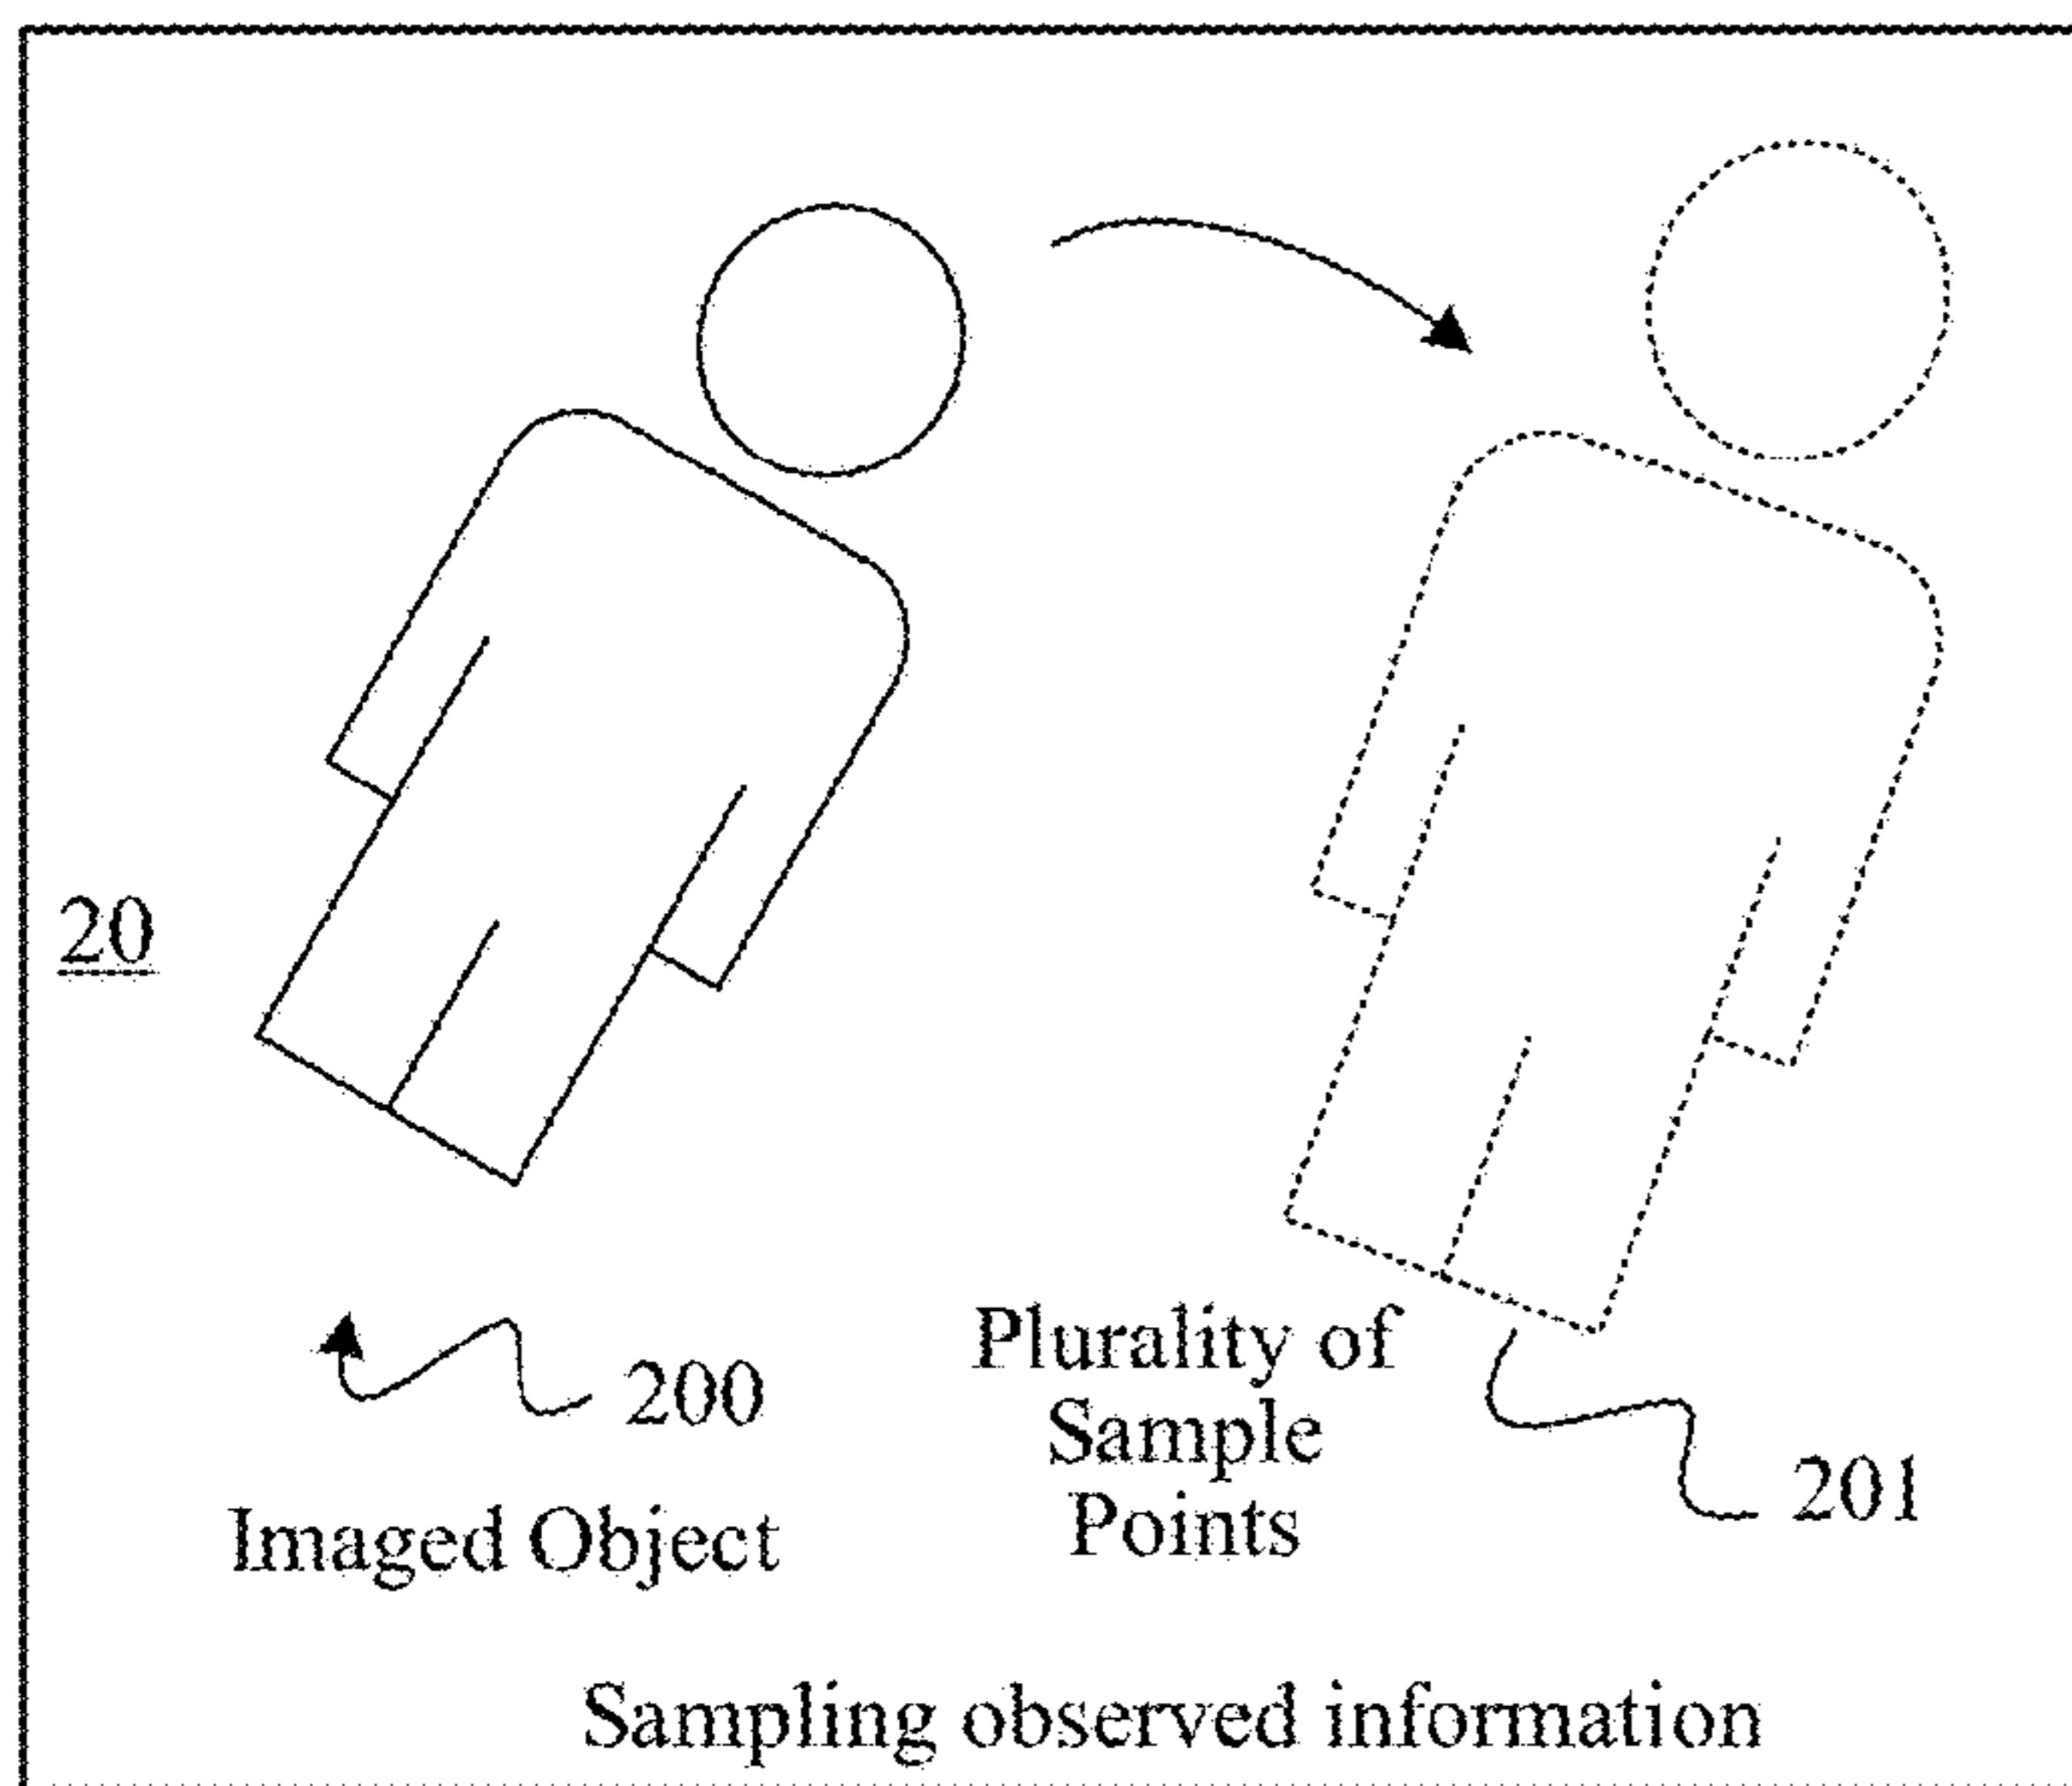 20
200
Imaged Object
Plurality of
Sample
Points
201
Sampling observed information